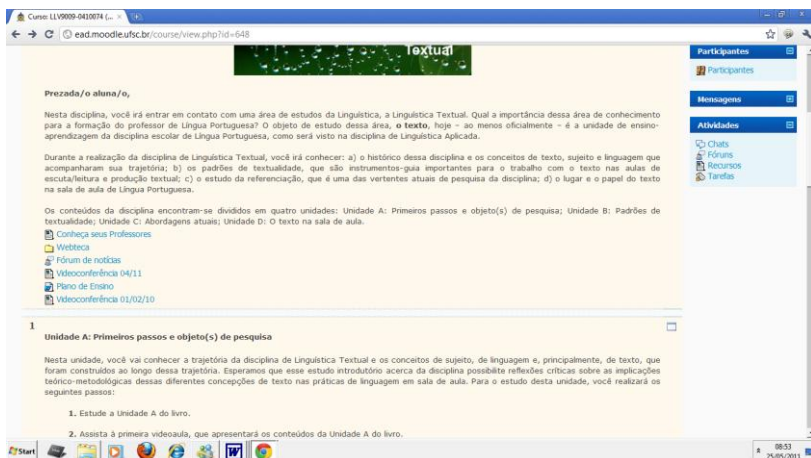 Curso: LLV9009-0410074 (...
ead.moodle.ufsc.br/course/view.php?id=648
Textual
Prezada/o aluna/o,
Nesta disciplina, você irá entrar em contato com uma área de estudos da Linguística, a Linguística Textual. Qual a importância dessa área de conhecimento
para a formação do professor de Língua Portuguesa? O objeto de estudo dessa área, o texto, hoje – ao menos oficialmente – é a unidade de ensino-
aprendizagem da disciplina escolar de Língua Portuguesa, como será visto na disciplina de Linguística Aplicada.
Durante a realização da disciplina de Linguística Textual, você irá conhecer: a) o histórico dessa disciplina e os conceitos de texto, sujeito e linguagem que
acompanharam sua trajetória; b) os padrões de textualidade, que são instrumentos-guia importantes para o trabalho com o texto nas aulas de
escuta/leitura e produção textual; c) o estudo da referenciação, que é uma das vertentes atuais de pesquisa da disciplina; d) o lugar e o papel do texto
na sala de aula de Língua Portuguesa.
Os conteúdos da disciplina encontram-se divididos em quatro unidades: Unidade A: Primeiros passos e objeto(s) de pesquisa; Unidade B: Padrões de
textualidade; Unidade C: Abordagens atuais; Unidade D: O texto na sala de aula.
Conheça seus Professores
Webteca
Fórum de notícias
Videoconferência 04/11
Plano de Ensino
Videoconferência 01/02/10
1
Unidade A: Primeiros passos e objeto(s) de pesquisa
Nesta unidade, você vai conhecer a trajetória da disciplina de Linguística Textual e os conceitos de sujeito, de linguagem e, principalmente, de texto, que
foram construídos ao longo dessa trajetória. Esperamos que esse estudo introdutório acerca da disciplina possibilite reflexões críticas sobre as implicações
teórico-metodológicas dessas diferentes concepções de texto nas práticas de linguagem em sala de aula. Para o estudo desta unidade, você realizará os
seguintes passos:
1. Estude a Unidade A do livro.
2. Assista à primeira videoaula, que apresentará os conteúdos da Unidade A do livro.
Participantes
Participantes
Mensagens
Atividades
Chats
Fóruns
Recursos
Tarefas
Start
08:53
25/05/2011